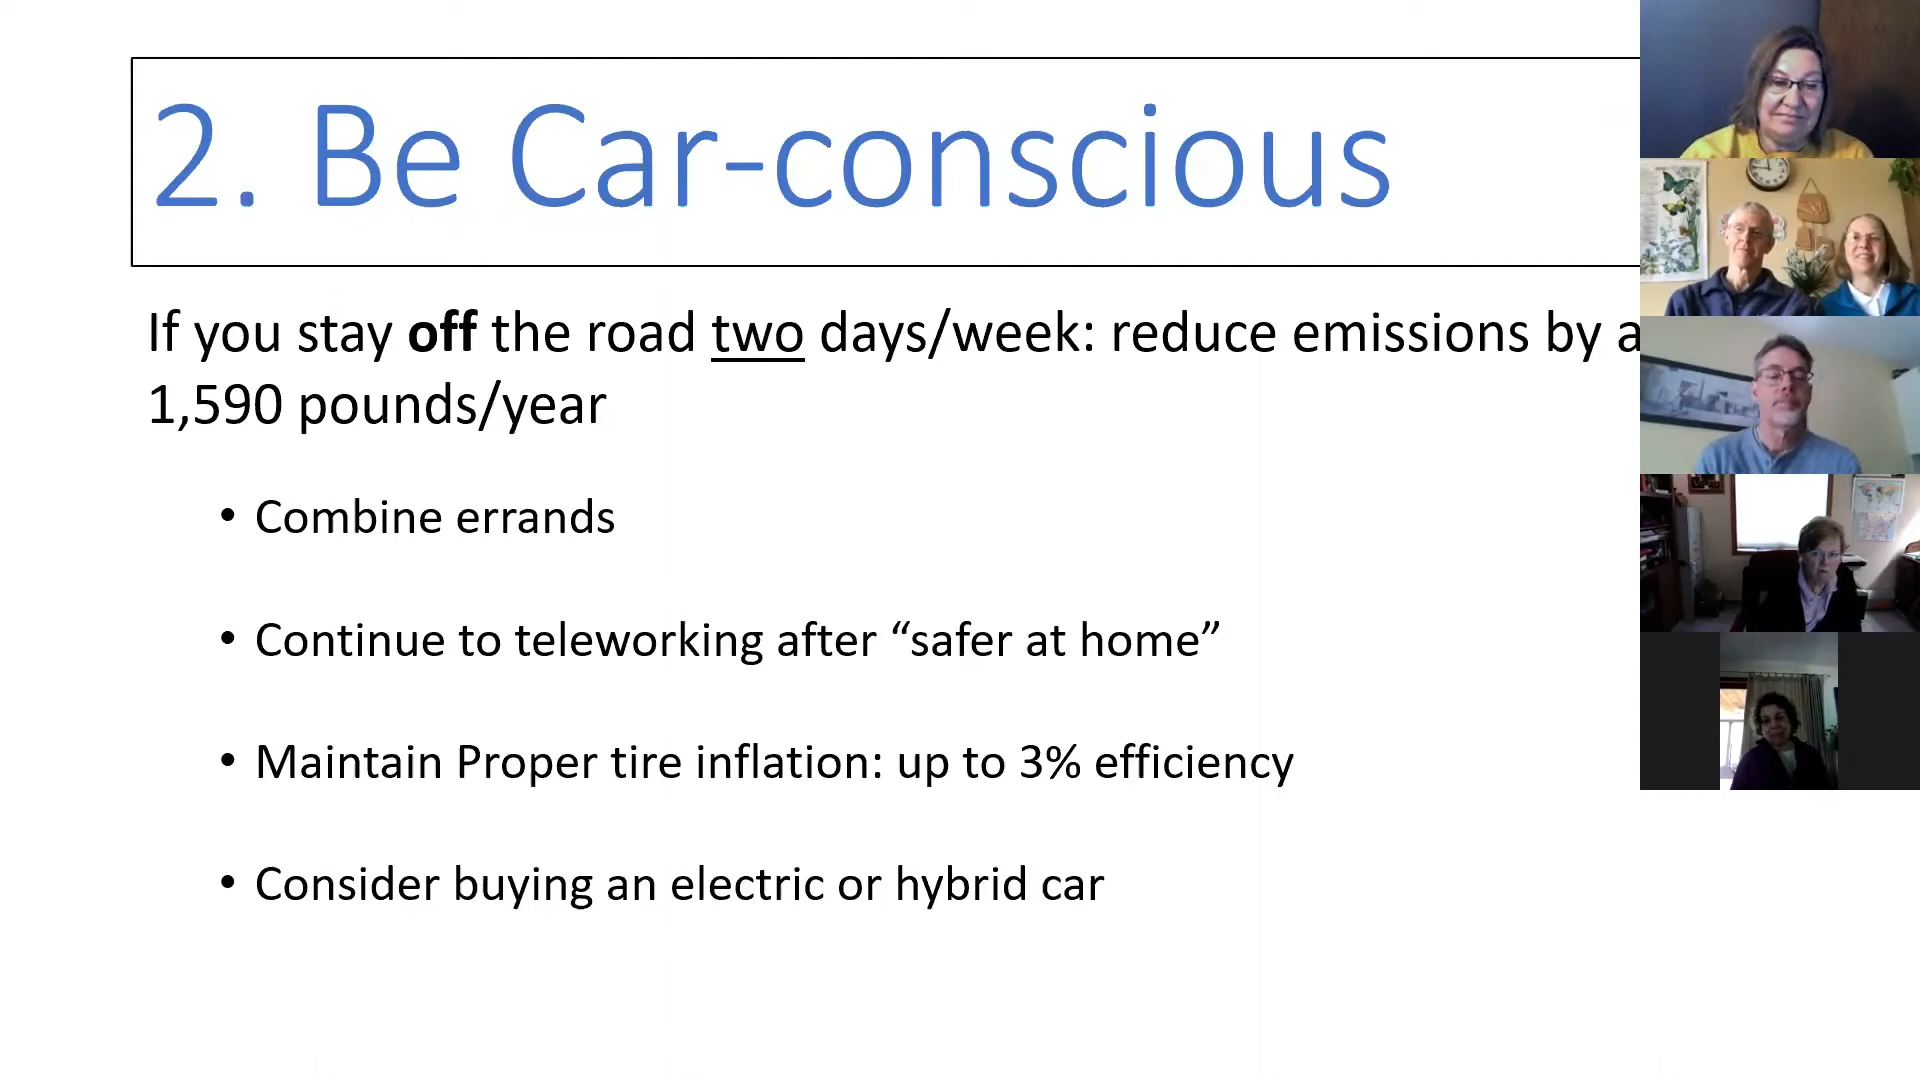 2. Be Car-conscious
If you stay off the road two days/week: reduce emissions by a
1,590 pounds/year
• Combine errands
• Continue to teleworking after “safer at home”
• Maintain Proper tire inflation: up to 3% efficiency
• Consider buying an electric or hybrid car